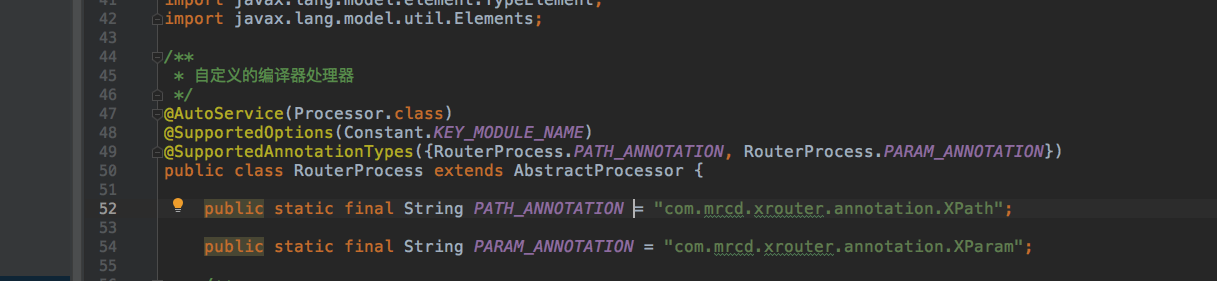 41 import javax.lang.model.element.TypeElement;
42 import javax.lang.model.util.Elements;
43
44 /**
45 * 自定义的编译器处理器
46 */
47 @AutoService(Processor.class)
48 @SupportedOptions(Constant.KEY_MODULE_NAME)
49 @SupportedAnnotationTypes({RouterProcess.PATH_ANNOTATION, RouterProcess.PARAM_ANNOTATION})
50 public class RouterProcess extends AbstractProcessor {
51
52 public static final String PATH_ANNOTATION = "com.mrcd.xrouter.annotation.XPath";
53
54 public static final String PARAM_ANNOTATION = "com.mrcd.xrouter.annotation.XParam";
55